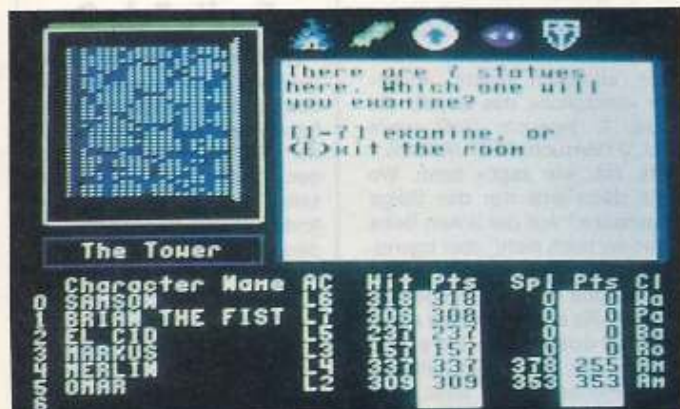 There are 7 statues
here. Which one will
you examine?
[1-7] examine, or
(E)xit the room
The Tower
Character Name AC Hit Pts Spl Pts Cl
0 SAMSON L6 318 318 0 0 Wa
1 BRIAN THE FIST L7 308 308 0 0 Pa
2 EL CID L5 237 237 0 0 Ba
3 MARKUS L3 157 157 0 0 Ro
4 MERLIN L4 337 337 378 255 Am
5 OMAR L2 309 309 353 353 Am
6